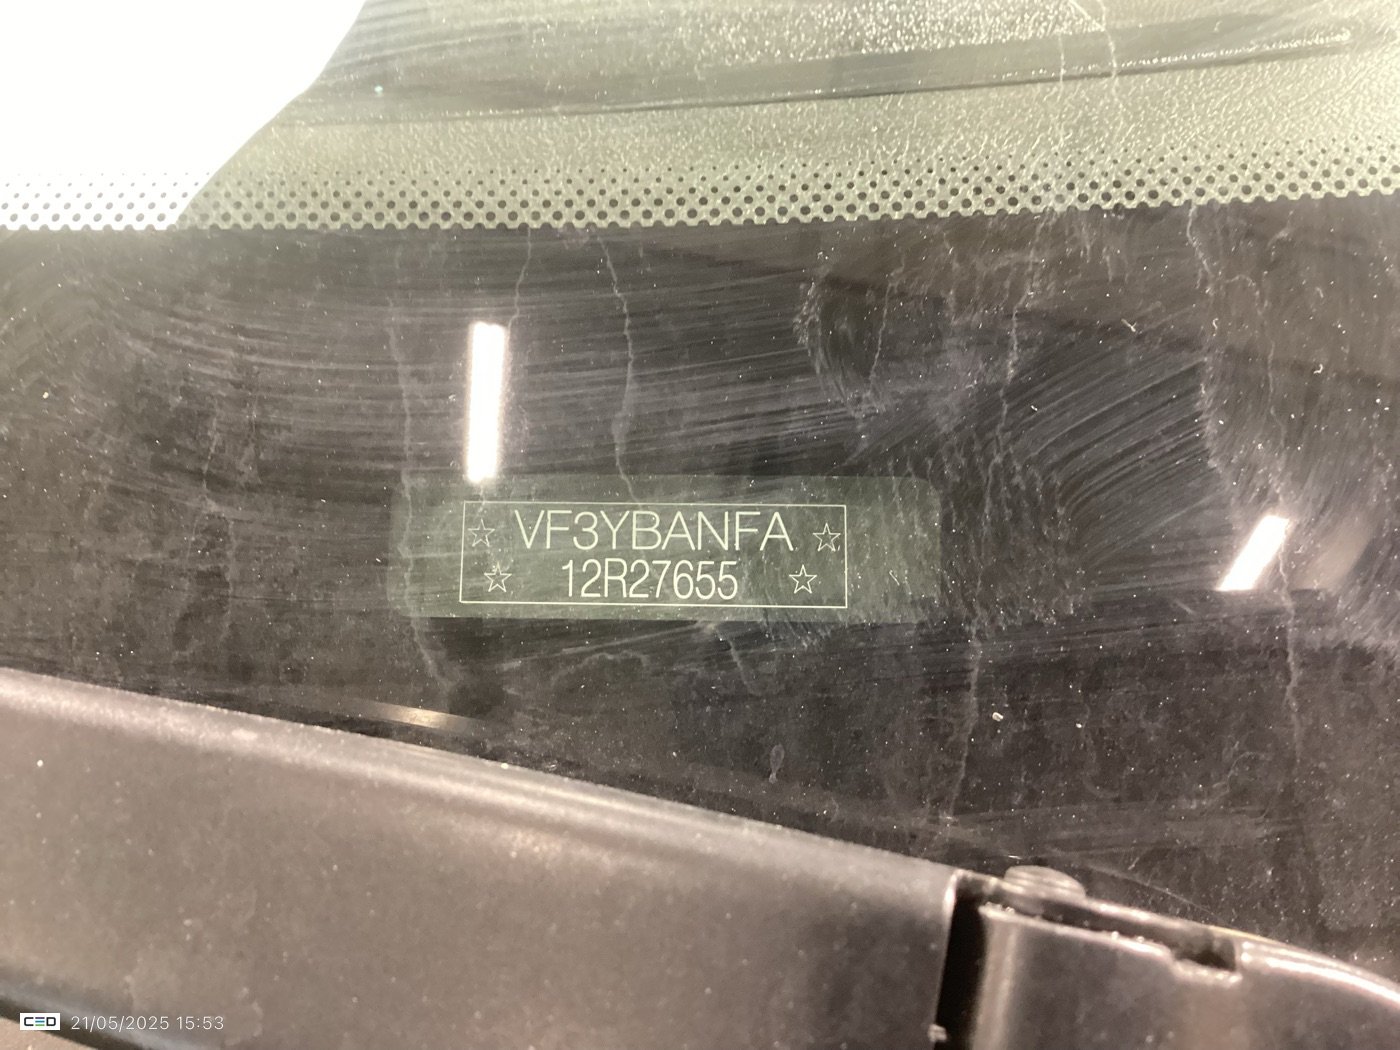 ☆ VF3YBANFA ☆
☆ 12R27655 ☆
CED 21/05/2025 15:53